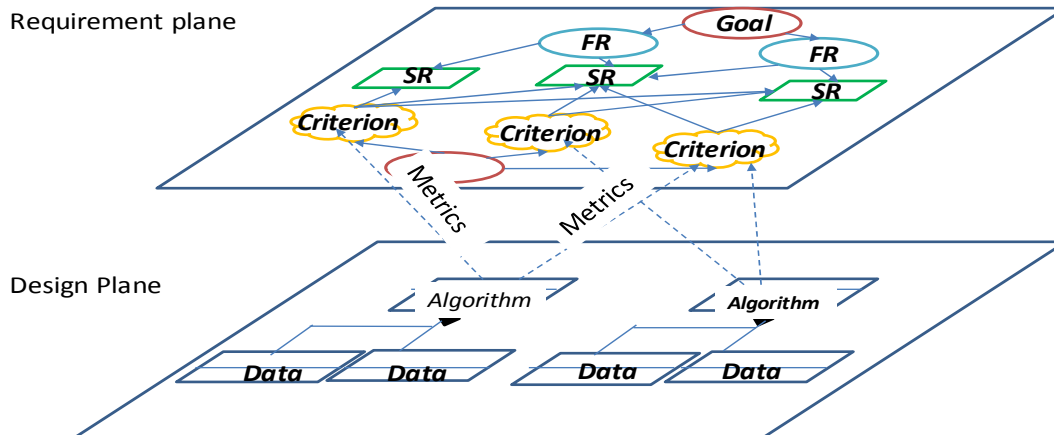 Requirement plane
Goal
FR
FR
SR
SR
SR
Criterion
Criterion
Criterion
Metrics
Metrics
Design Plane
Algorithm
Algorithm
Data
Data
Data
Data